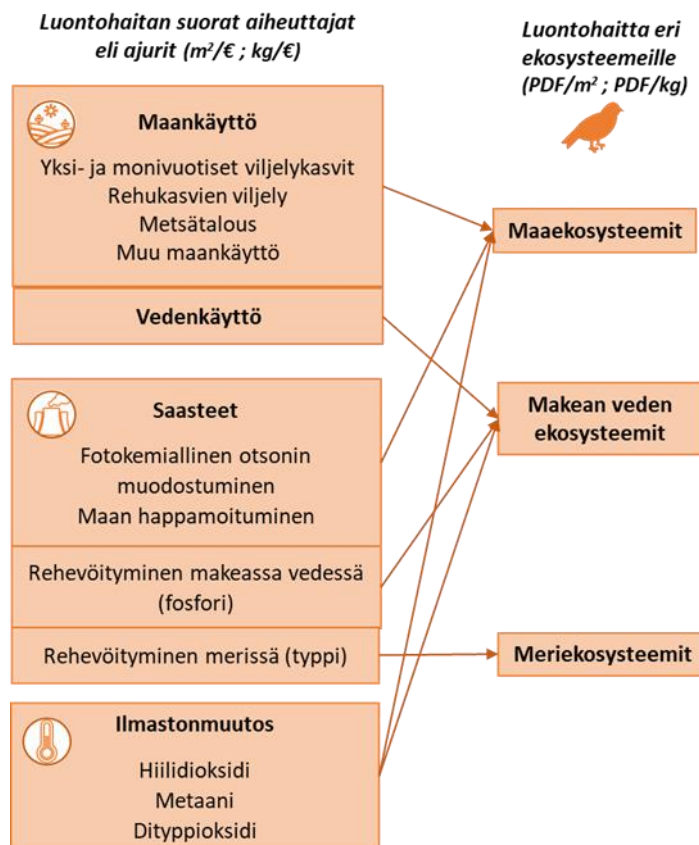 Luontohaitan suorat aiheuttajat
eli ajurit (m²/€ ; kg/€)
Luontohaitta eri
ekosysteemeille
(PDF/m² ; PDF/kg)
Maankäyttö
Yksi- ja monivuotiset viljelykasvit
Rehukasvien viljely
Metsätalous
Muu maankäyttö
Vedenkäyttö
Saasteet
Fotokemiallinen otsonin
muodostuminen
Maan happamoituminen
Rehevöityminen makeassa vedessä
(fosfori)
Rehevöityminen merissä (typpi)
Ilmastonmuutos
Hiilidioksidi
Metaani
Dityppioksidi
Maaekosysteemit
Makean veden
ekosysteemit
Meriekosysteemit